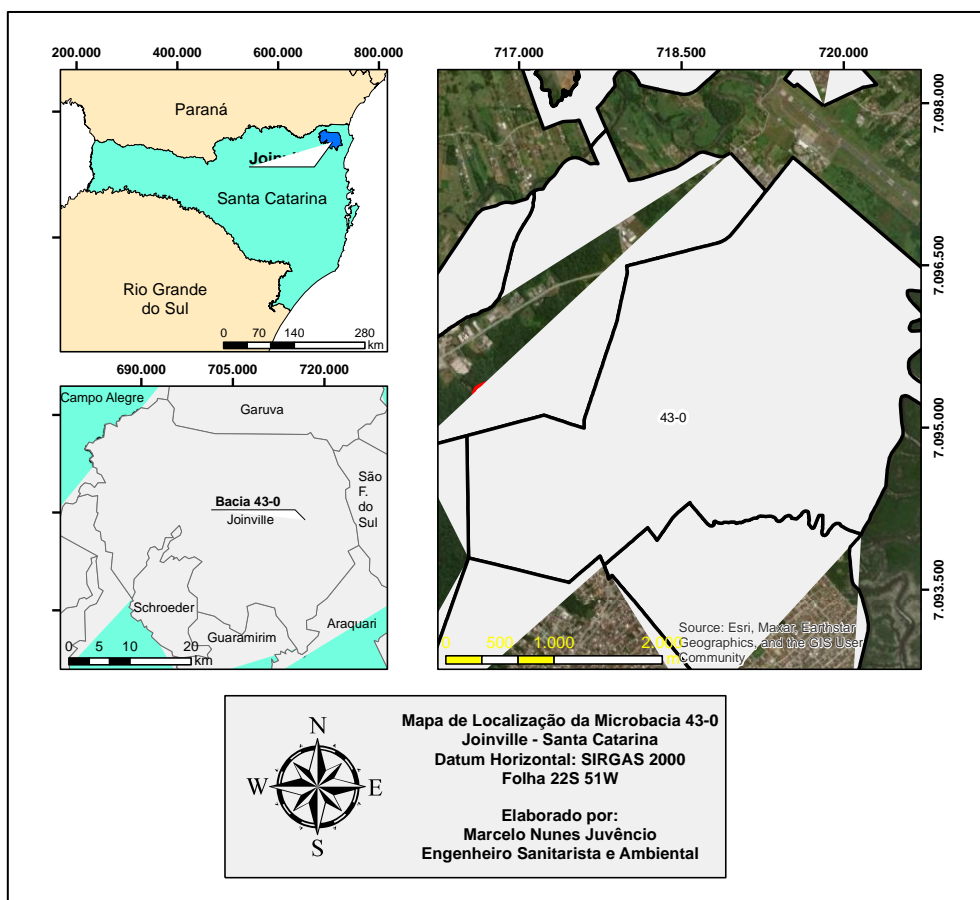 200.000 400.000 600.000 800.000
Paraná
Santa Catarina
Rio Grande
do Sul
0 70 140 280
km
690.000 705.000 720.000
Campo Alegre
Garuva
São
F.
do
Sul
Bacia 43-0
Joinville
Schroeder
Guaramirim
Araquari
0 5 10 20
km
717.000 718.500 720.000
7.098.000
7.096.500
7.095.000
7.093.500
43-0
0 500 1.000 2.000
m
Source: Esri, Maxar, Earthstar
Geographics, and the GIS User
Community
N
W E
S
Mapa de Localização da Microbacia 43-0
Joinville - Santa Catarina
Datum Horizontal: SIRGAS 2000
Folha 22S 51W
Elaborado por:
Marcelo Nunes Juvêncio
Engenheiro Sanitarista e Ambiental